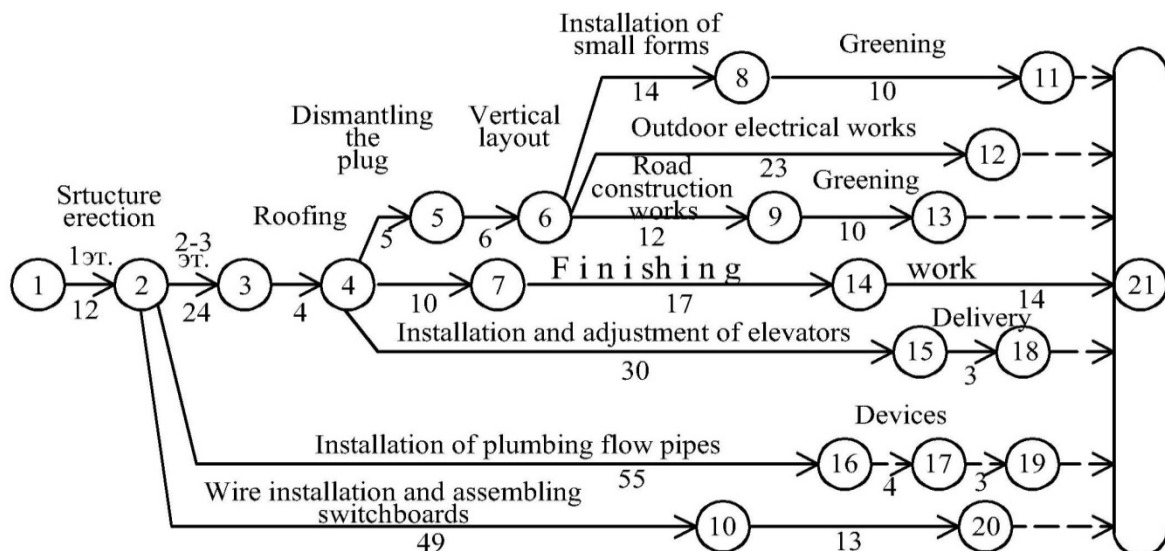 Installation of
small forms
Greening
8
11
14
10
Dismantling
the
plug
Vertical
layout
Outdoor electrical works
12
23
Srtucture
erection
Roofing
Road
construction
works
Greening
5
6
9
13
5
6
12
10
1эт.
2-3
эт.
Finishing
work
1
2
3
4
7
14
21
12
24
4
10
17
14
Installation and adjustment of elevators
Delivery
15
18
30
3
Devices
Installation of plumbing flow pipes
16
17
19
55
4
3
Wire installation and assembling
switchboards
10
20
49
13